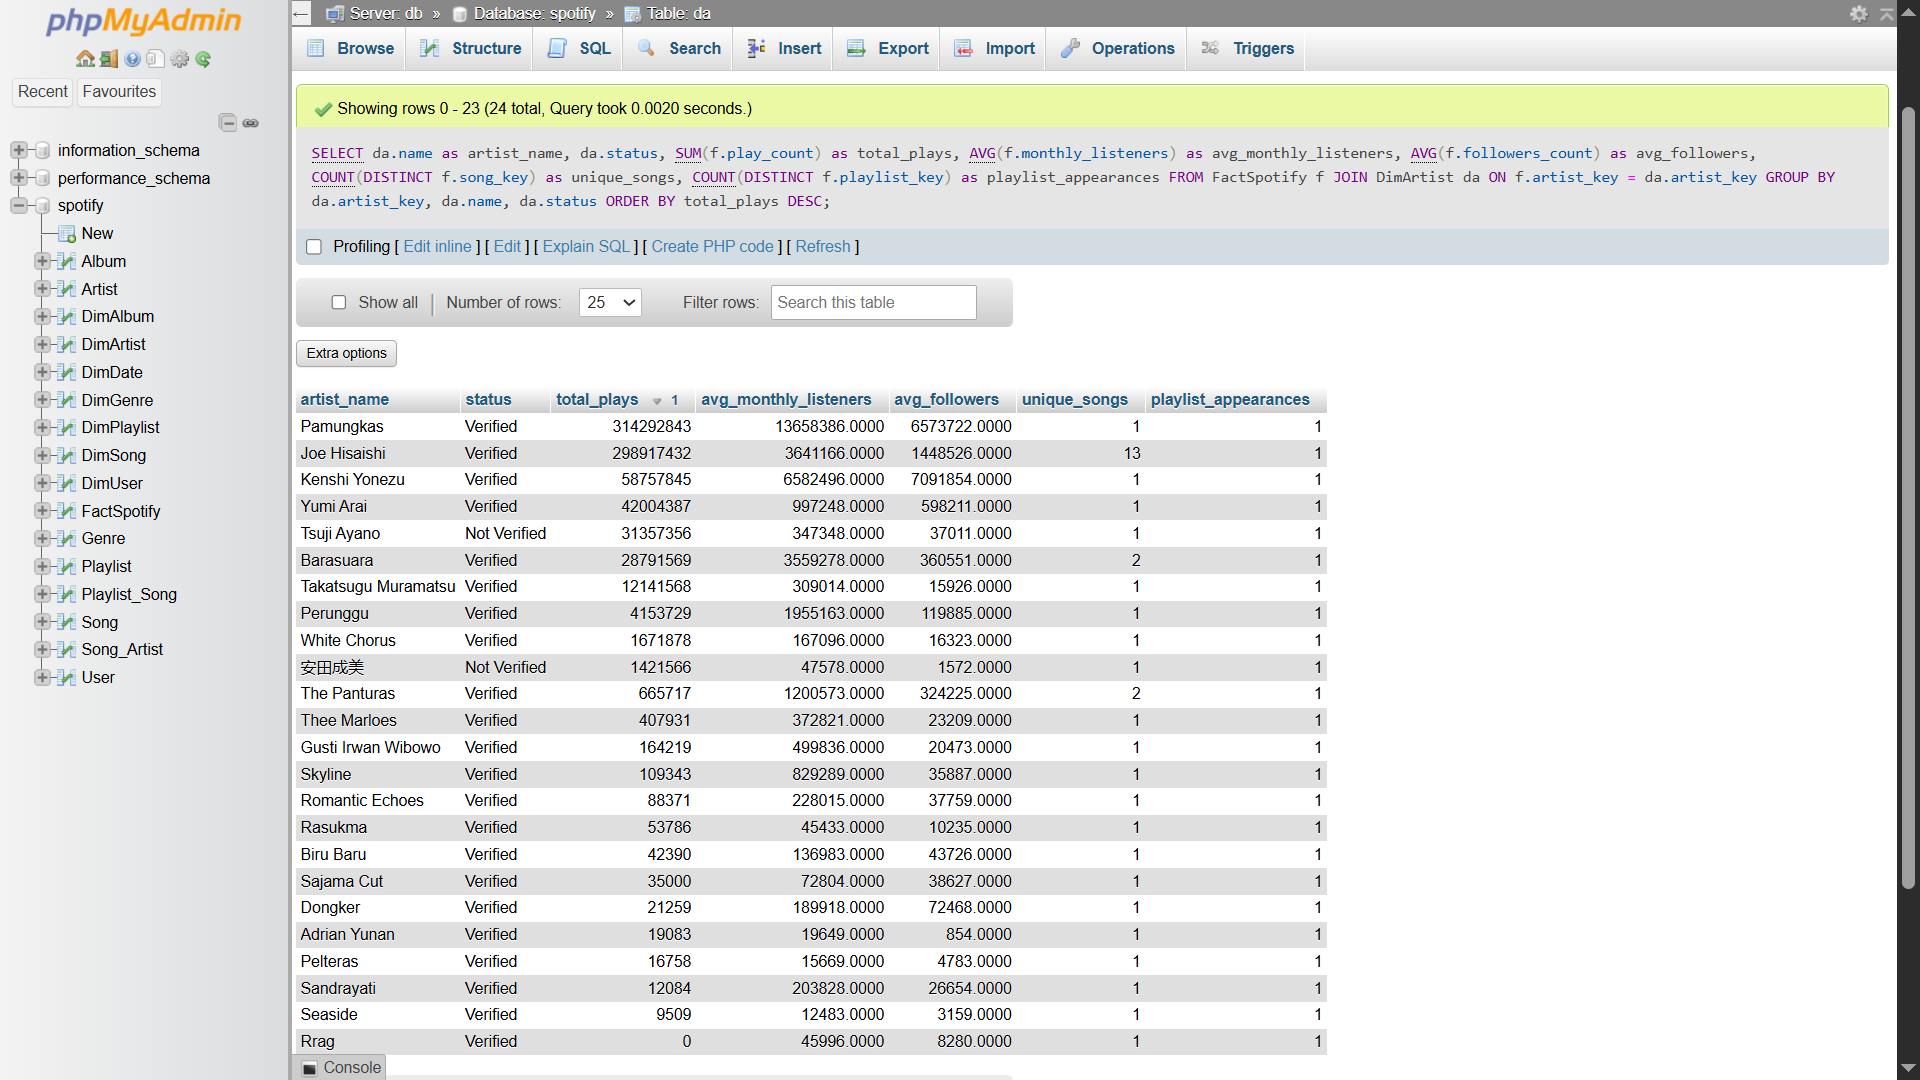 phpMyAdmin
Recent Favourites
information_schema
performance_schema
spotify
New
Album
Artist
DimAlbum
DimArtist
DimDate
DimGenre
DimPlaylist
DimSong
DimUser
FactSpotify
Genre
Playlist
Playlist_Song
Song
Song_Artist
User
Server: db » Database: spotify » Table: da
Browse Structure SQL Search Insert Export Import Operations Triggers
Showing rows 0 - 23 (24 total, Query took 0.0020 seconds.)
SELECT da.name as artist_name, da.status, SUM(f.play_count) as total_plays, AVG(f.monthly_listeners) as avg_monthly_listeners, AVG(f.followers_count) as avg_followers,
COUNT(DISTINCT f.song_key) as unique_songs, COUNT(DISTINCT f.playlist_key) as playlist_appearances FROM FactSpotify f JOIN DimArtist da ON f.artist_key = da.artist_key GROUP BY
da.artist_key, da.name, da.status ORDER BY total_plays DESC;
Profiling [ Edit inline ] [ Edit ] [ Explain SQL ] [ Create PHP code ] [ Refresh ]
Show all Number of rows: 25 Filter rows: Search this table
Extra options
artist_name status total_plays 1 avg_monthly_listeners avg_followers unique_songs playlist_appearances
Pamungkas Verified 314292843 13658386.0000 6573722.0000 1 1
Joe Hisaishi Verified 298917432 3641166.0000 1448526.0000 13 1
Kenshi Yonezu Verified 58757845 6582496.0000 7091854.0000 1 1
Yumi Arai Verified 42004387 997248.0000 598211.0000 1 1
Tsuji Ayano Not Verified 31357356 347348.0000 37011.0000 1 1
Barasuara Verified 28791569 3559278.0000 360551.0000 2 1
Takatsugu Muramatsu Verified 12141568 309014.0000 15926.0000 1 1
Perunggu Verified 4153729 1955163.0000 119885.0000 1 1
White Chorus Verified 1671878 167096.0000 16323.0000 1 1
安田成美 Not Verified 1421566 47578.0000 1572.0000 1 1
The Panturas Verified 665717 1200573.0000 324225.0000 2 1
Thee Marloes Verified 407931 372821.0000 23209.0000 1 1
Gusti Irwan Wibowo Verified 164219 499836.0000 20473.0000 1 1
Skyline Verified 109343 829289.0000 35887.0000 1 1
Romantic Echoes Verified 88371 228015.0000 37759.0000 1 1
Rasukma Verified 53786 45433.0000 10235.0000 1 1
Biru Baru Verified 42390 136983.0000 43726.0000 1 1
Sajama Cut Verified 35000 72804.0000 38627.0000 1 1
Dongker Verified 21259 189918.0000 72468.0000 1 1
Adrian Yunan Verified 19083 19649.0000 854.0000 1 1
Pelteras Verified 16758 15669.0000 4783.0000 1 1
Sandrayati Verified 12084 203828.0000 26654.0000 1 1
Seaside Verified 9509 12483.0000 3159.0000 1 1
Rrag Verified 0 45996.0000 8280.0000 1 1
Console